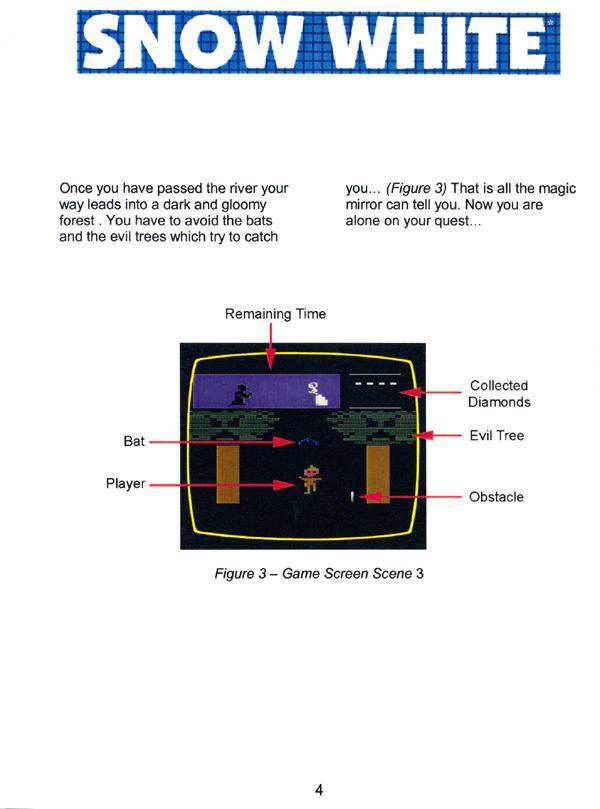 SNOW WHITE*
Once you have passed the river your
way leads into a dark and gloomy
forest . You have to avoid the bats
and the evil trees which try to catch
you… (Figure 3) That is all the magic
mirror can tell you. Now you are
alone on your quest…
Remaining Time
Collected
Diamonds
Bat
Evil Tree
Player
Obstacle
Figure 3 – Game Screen Scene 3
4